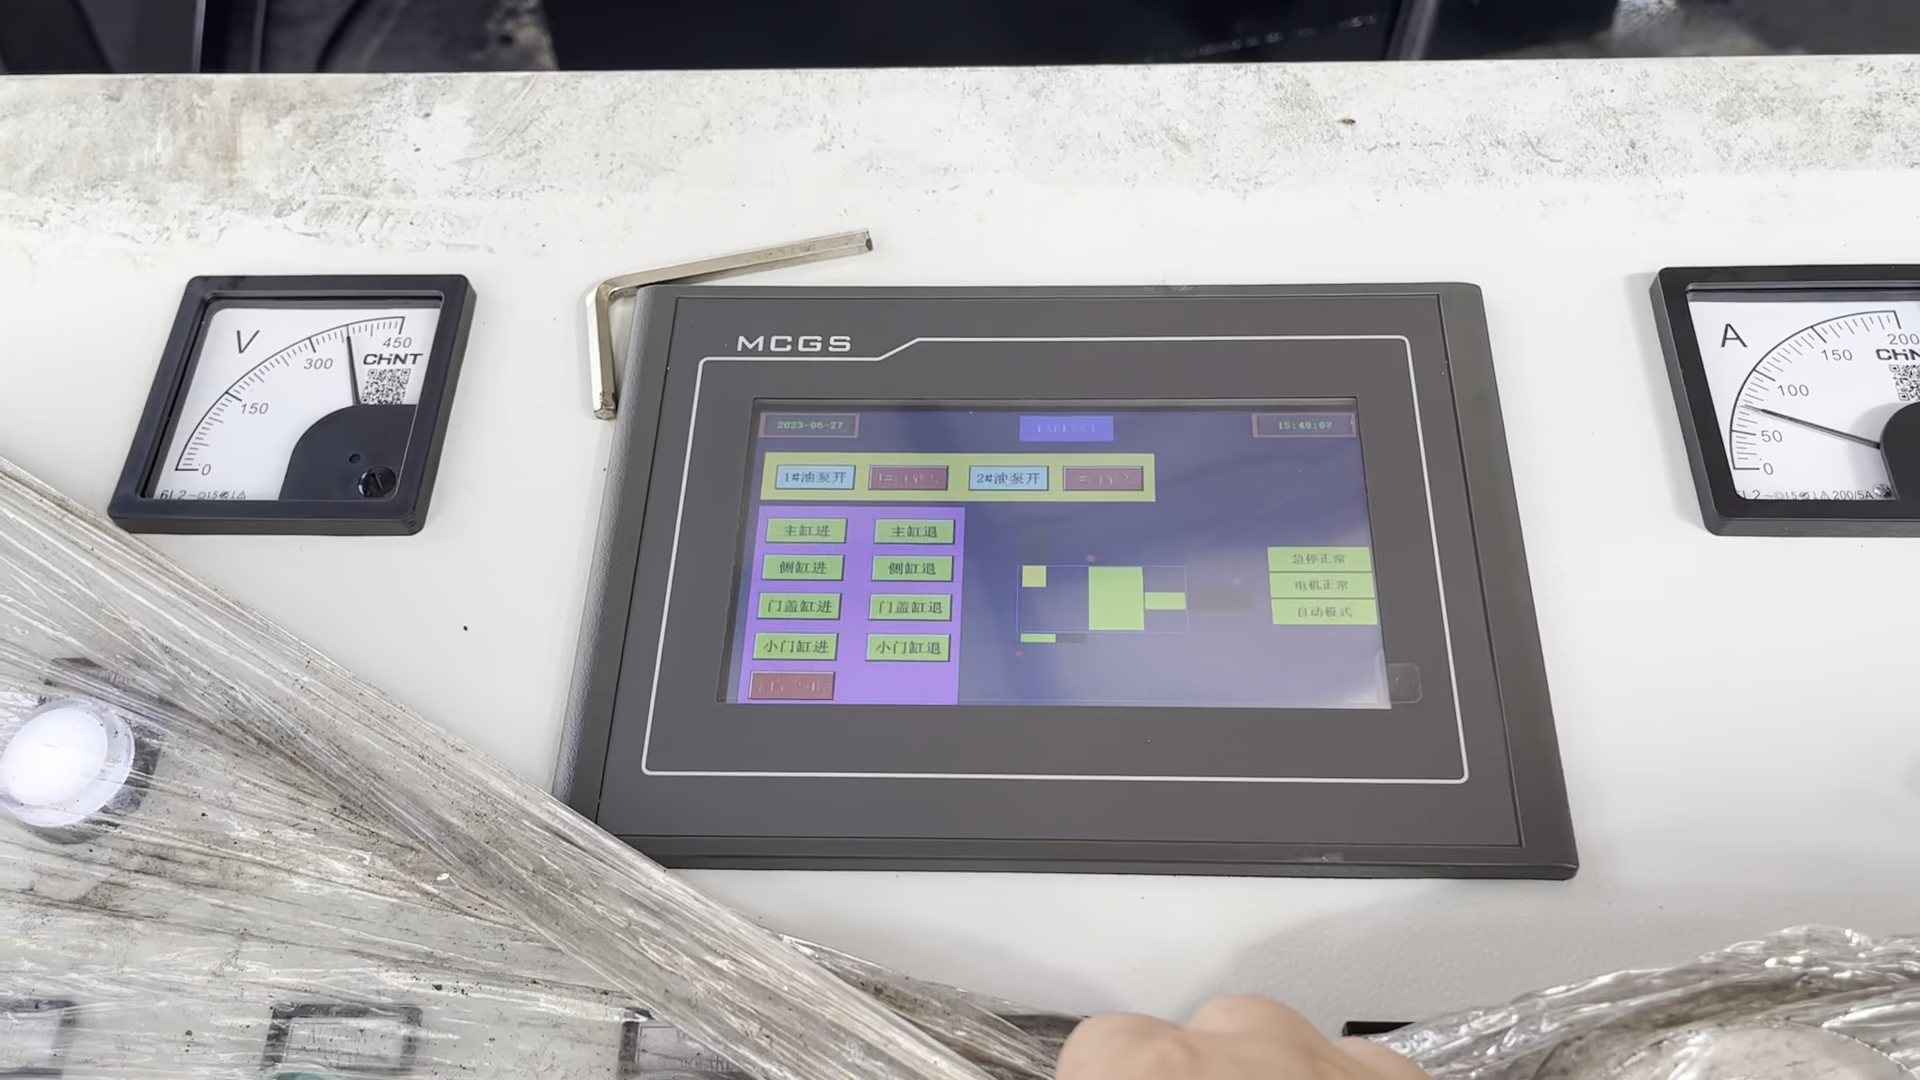 V
450
CHNT
300
150
0
MCGS
2023-06-27
15:49:07
1#油泵开
2#油泵开
主缸进
主缸退
侧缸进
侧缸退
门盖缸进
门盖缸退
小门缸进
小门缸退
急停正常
电机正常
自动模式
A
200
150
100
50
0
200/5A